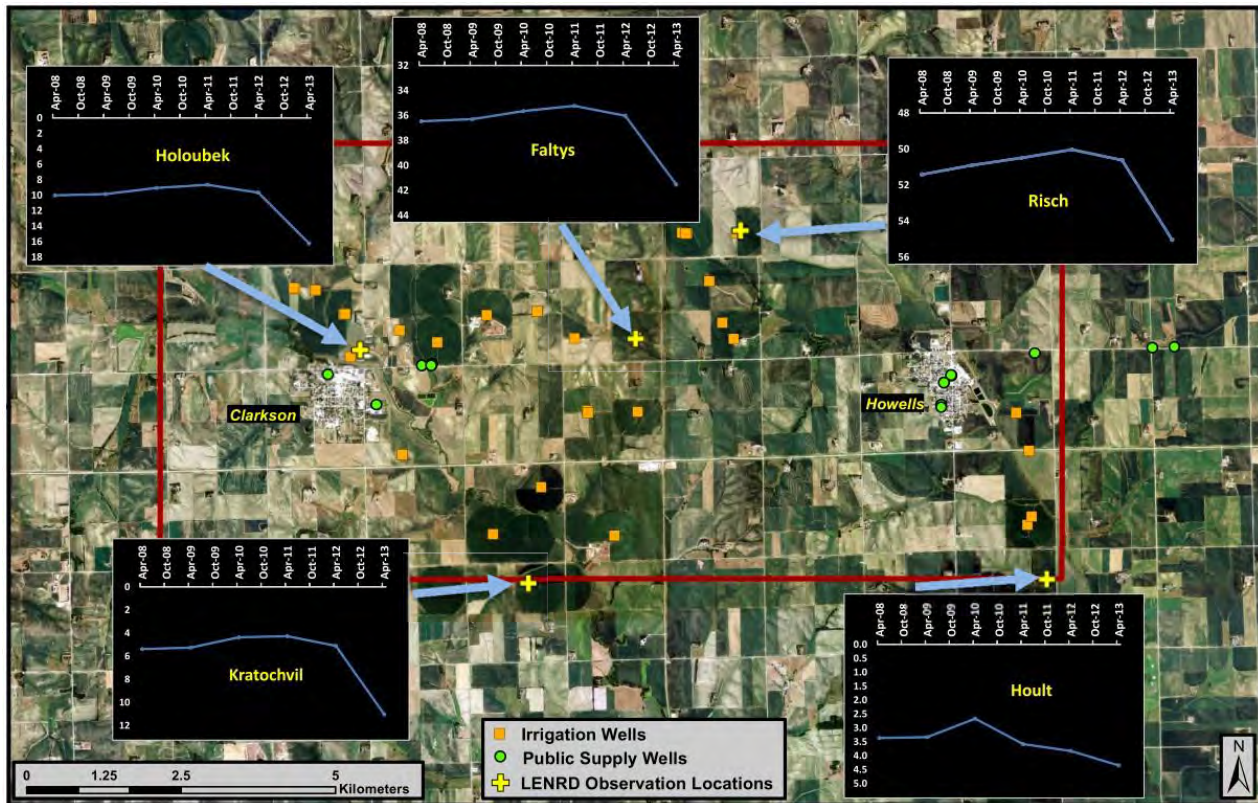 Apr-08
Oct-08
Apr-09
Oct-09
Apr-10
Oct-10
Apr-11
Oct-11
Apr-12
Oct-12
Apr-13
0
2
4
6
8
10
12
14
16
18
Holoubek
Apr-08
Oct-08
Apr-09
Oct-09
Apr-10
Oct-10
Apr-11
Oct-11
Apr-12
Oct-12
Apr-13
32
34
36
38
40
42
44
Faltys
Apr-08
Oct-08
Apr-09
Oct-09
Apr-10
Oct-10
Apr-11
Oct-11
Apr-12
Oct-12
Apr-13
48
50
52
54
56
Risch
Clarkson
Howells
Apr-08
Oct-08
Apr-09
Oct-09
Apr-10
Oct-10
Apr-11
Oct-11
Apr-12
Oct-12
Apr-13
0
2
4
6
8
10
12
Kratochvil
Apr-08
Oct-08
Apr-09
Oct-09
Apr-10
Oct-10
Apr-11
Oct-11
Apr-12
Oct-12
Apr-13
0.0
0.5
1.0
1.5
2.0
2.5
3.0
3.5
4.0
4.5
5.0
Hoult
Irrigation Wells
Public Supply Wells
LENRD Observation Locations
0 1.25 2.5 5
Kilometers
N